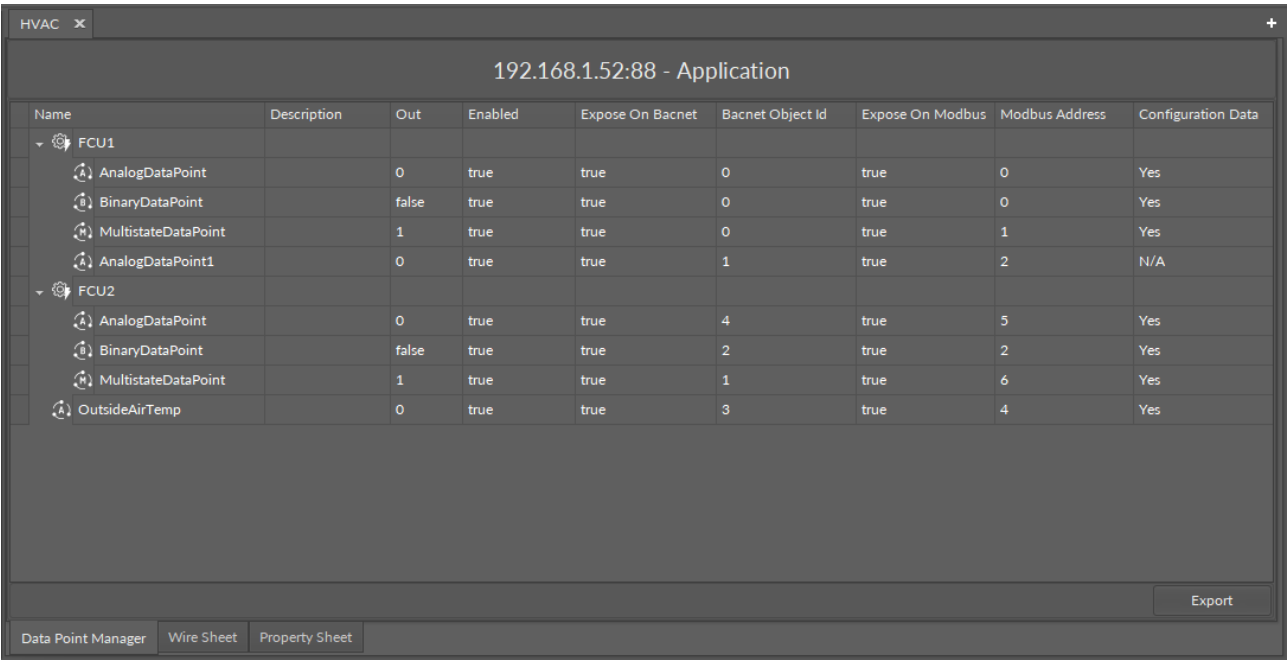 HVAC
192.168.1.52:88 - Application
Name Description Out Enabled Expose On Bacnet Bacnet Object Id Expose On Modbus Modbus Address Configuration Data
FCU1
A AnalogDataPoint 0 true true 0 true 0 Yes
B BinaryDataPoint false true true 0 true 0 Yes
M MultistateDataPoint 1 true true 0 true 1 Yes
A AnalogDataPoint1 0 true true 1 true 2 N/A
FCU2
A AnalogDataPoint 0 true true 4 true 5 Yes
B BinaryDataPoint false true true 2 true 2 Yes
M MultistateDataPoint 1 true true 1 true 6 Yes
A OutsideAirTemp 0 true true 3 true 4 Yes
Export
Data Point Manager Wire Sheet Property Sheet